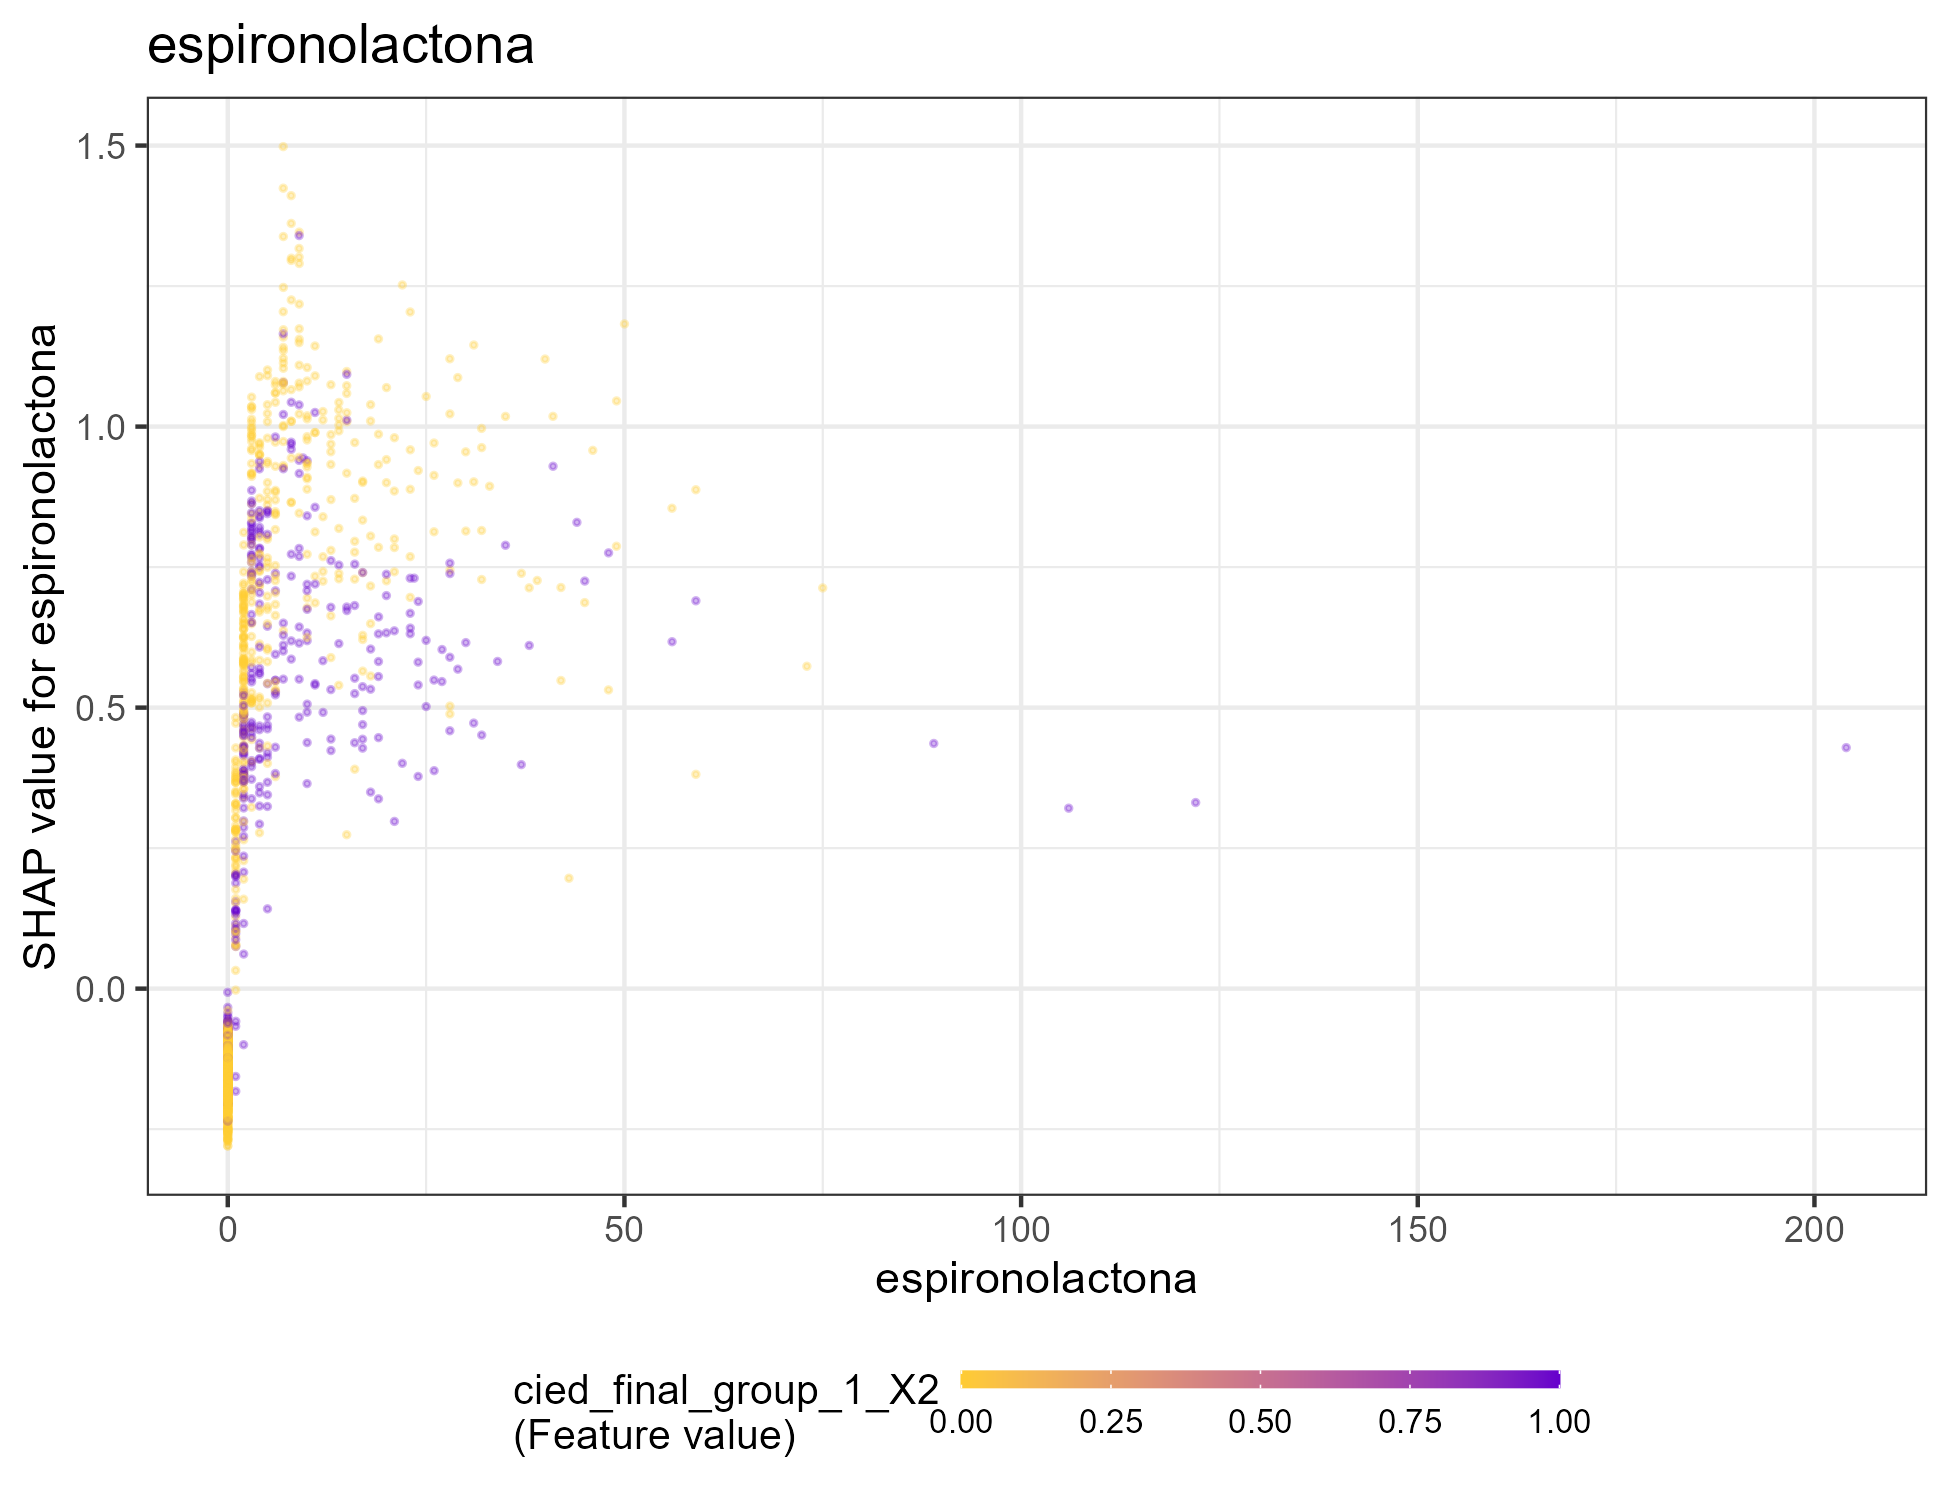 espironolactona
SHAP value for espironolactona
1.5
1.0
0.5
0.0
0 50 100 150 200
espironolactona
cied_final_group_1_X2
(Feature value)
0.00 0.25 0.50 0.75 1.00